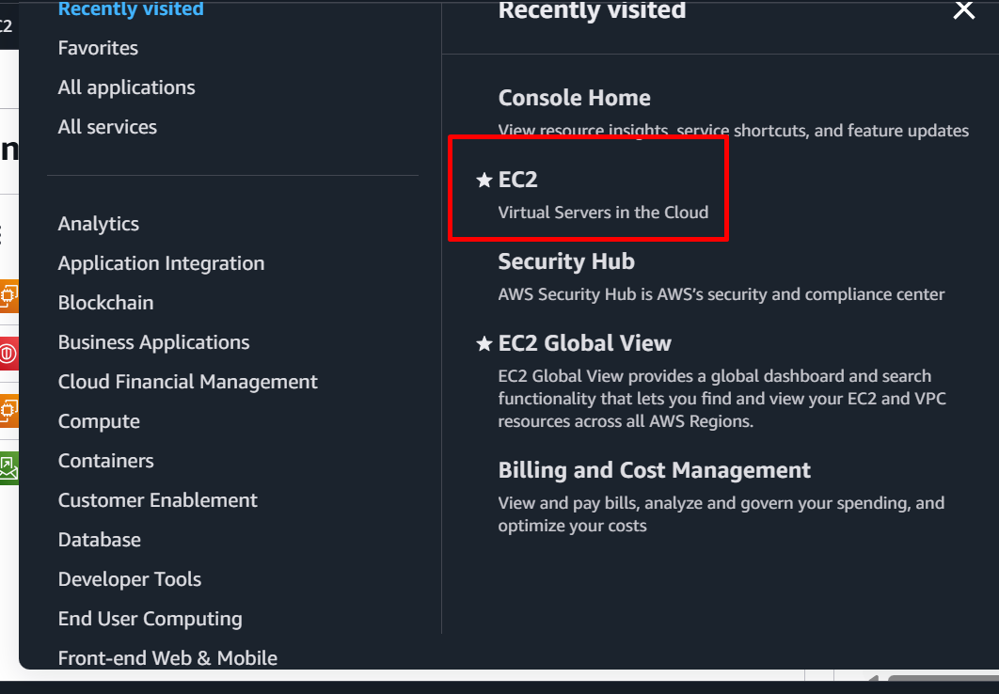 Recently visited
Favorites
All applications
All services
Analytics
Application Integration
Blockchain
Business Applications
Cloud Financial Management
Compute
Containers
Customer Enablement
Database
Developer Tools
End User Computing
Front-end Web & Mobile
Recently visited
Console Home
View resource insights, service shortcuts, and feature updates
EC2
Virtual Servers in the Cloud
Security Hub
AWS Security Hub is AWS’s security and compliance center
EC2 Global View
EC2 Global View provides a global dashboard and search
functionality that lets you find and view your EC2 and VPC
resources across all AWS Regions.
Billing and Cost Management
View and pay bills, analyze and govern your spending, and
optimize your costs